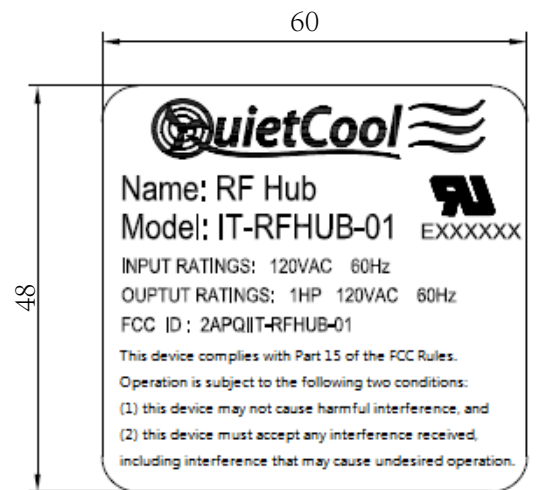 60
48
QuietCool
Name: RF Hub
Model: IT-RFHUB-01
RU
EXXXXXX
INPUT RATINGS: 120VAC 60Hz
OUPTUT RATINGS: 1HP 120VAC 60Hz
FCC ID: 2APQIIT-RFHUB-01
This device complies with Part 15 of the FCC Rules.
Operation is subject to the following two conditions:
(1) this device may not cause harmful interference, and
(2) this device must accept any interference received,
including interference that may cause undesired operation.